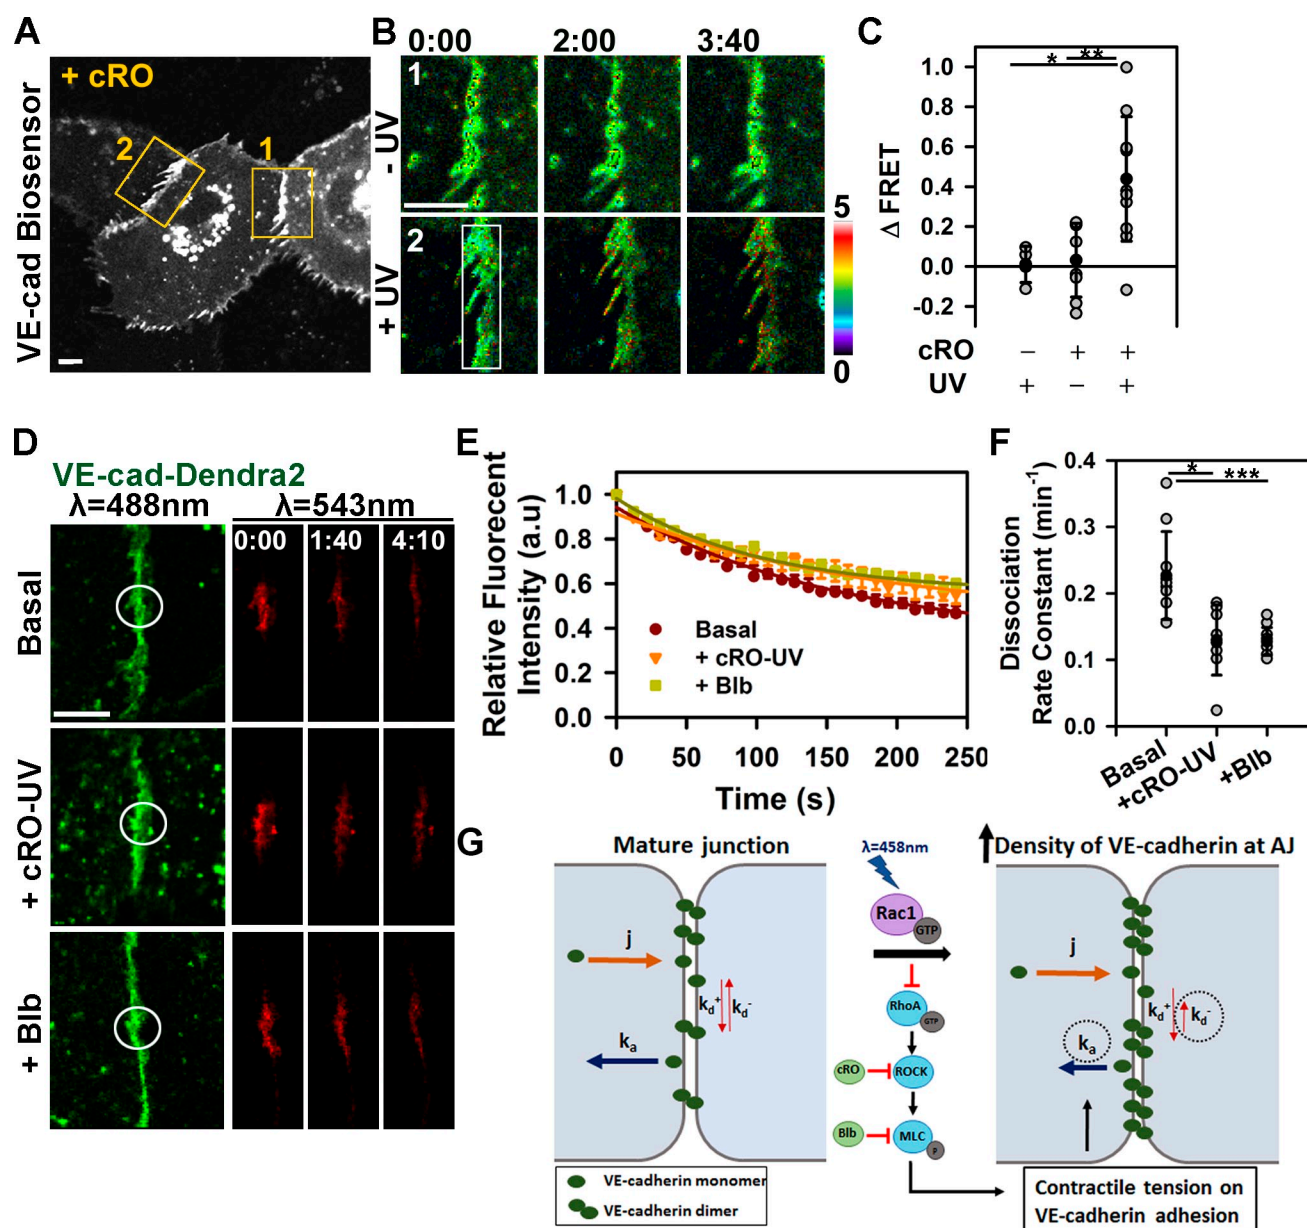 A
+ cRO
VE-cad Biosensor
2
1
B
0:00 2:00 3:40
1
- UV
2
+ UV
5
0
C
1.0
0.8
0.6
0.4
0.2
0.0
-0.2
Δ FRET
* **
cRO − + +
UV + − +
D
VE-cad-Dendra2
λ=488nm λ=543nm
0:00 1:40 4:10
Basal
+ cRO-UV
+ Blb
E
Relative Fluorecent
Intensity (a.u)
1.0
0.8
0.6
0.4
0.2
0.0
Basal
+ cRO-UV
+ Blb
0 50 100 150 200 250
Time (s)
F
Dissociation
Rate Constant (min⁻¹)
0.4
0.3
0.2
0.1
0.0
* ***
Basal
+cRO-UV
+Blb
G
Mature junction
j
kd⁺ kd⁻
ka
VE-cadherin monomer
VE-cadherin dimer
λ=458nm
Rac1
GTP
RhoA
GTP
cRO
ROCK
Blb
MLC
P
Density of VE-cadherin at AJ
j
kd⁺ kd⁻
ka
Contractile tension on
VE-cadherin adhesion